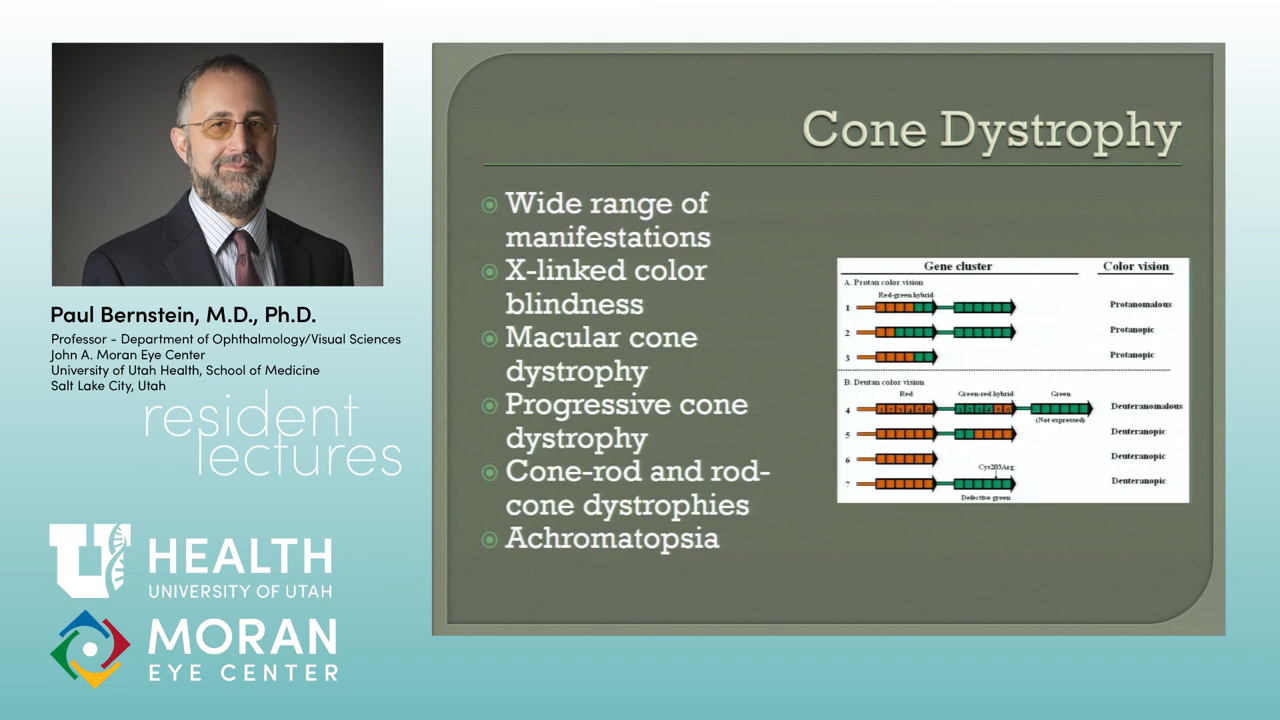 Paul Bernstein, M.D., Ph.D.
Professor - Department of Ophthalmology/Visual Sciences
John A. Moran Eye Center
University of Utah Health, School of Medicine
Salt Lake City, Utah
resident
lectures
U HEALTH
UNIVERSITY OF UTAH
MORAN
EYE CENTER
Cone Dystrophy
Wide range of
manifestations
X-linked color
blindness
Macular cone
dystrophy
Progressive cone
dystrophy
Cone-rod and rod-
cone dystrophies
Achromatopsia
Gene cluster Color vision
A. Protan color vision
Red-green hybrid
1 Protanomalous
2 Protanopic
3 Protanopic
B. Deutan color vision
Red Green-red hybrid Green
4 Deuteranomalous
(Not expressed)
5 Deuteranopic
6 Deuteranopic
Cys203Arg
7 Deuteranopic
Defective green